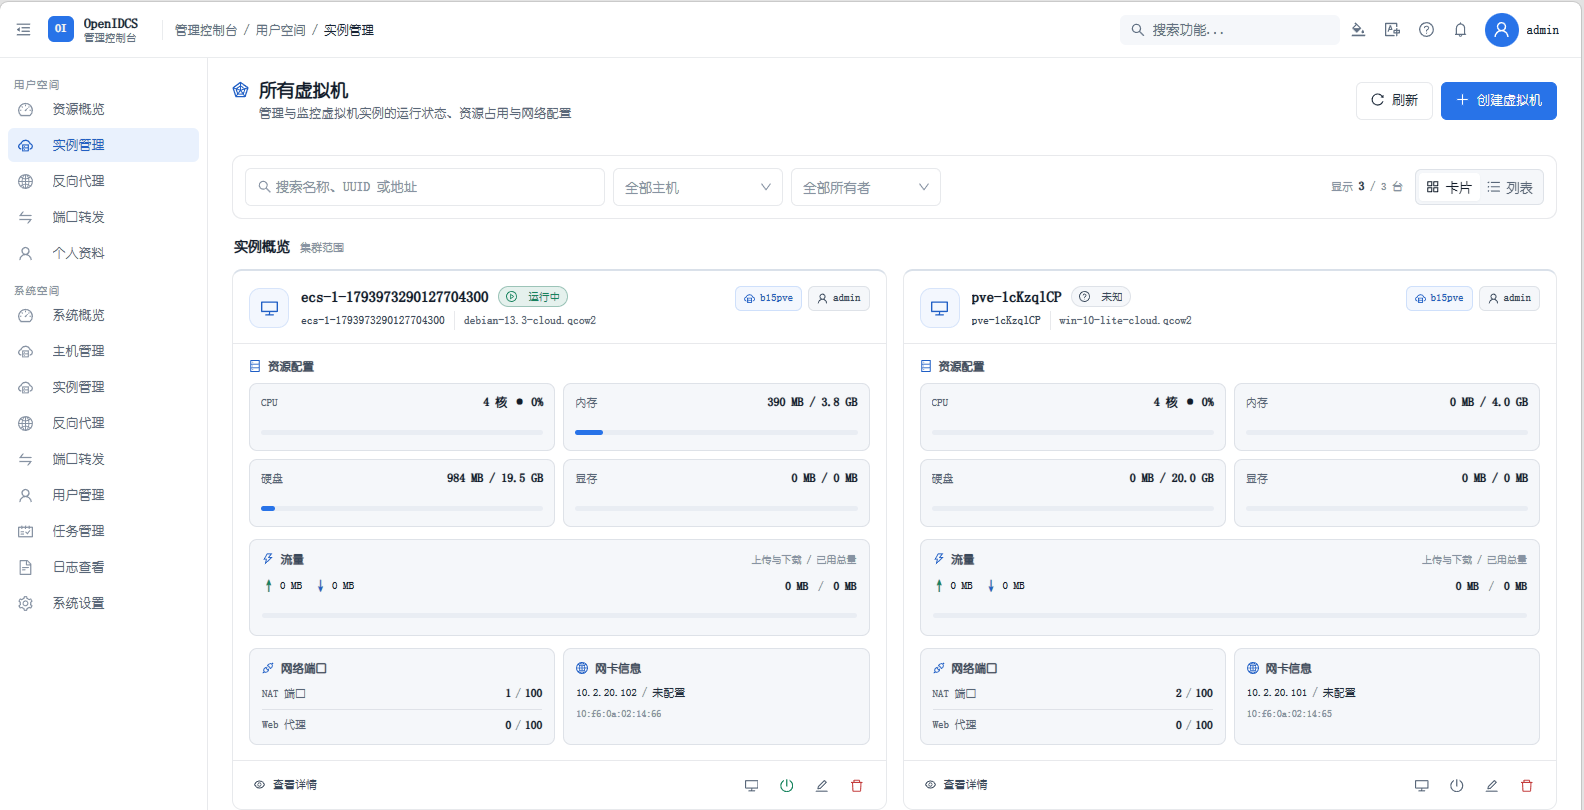 OI
OpenIDCS
管理控制台
管理控制台 / 用户空间 / 实例管理
搜索功能...
admin
用户空间
资源概览
实例管理
反向代理
端口转发
个人资料
系统空间
系统概览
主机管理
实例管理
反向代理
端口转发
用户管理
任务管理
日志查看
系统设置
所有虚拟机
管理与监控虚拟机实例的运行状态、资源占用与网络配置
刷新
创建虚拟机
搜索名称、UUID 或地址
全部主机
全部所有者
显示 3 / 3 台
卡片
列表
实例概览 集群范围
ecs-1-1793973290127704300
运行中
b15pve
admin
ecs-1-1793973290127704300
debian-13.3-cloud.qcow2
资源配置
CPU
4 核 ● 0%
内存
390 MB / 3.8 GB
硬盘
984 MB / 19.5 GB
显存
0 MB / 0 MB
流量
上传与下载 / 已用总量
0 MB
0 MB
0 MB / 0 MB
网络端口
NAT 端口
1 / 100
Web 代理
0 / 100
网卡信息
10.2.20.102 / 未配置
10:f6:0a:02:14:66
查看详情
pve-1cKzqlCP
未知
b15pve
admin
pve-1cKzqlCP
win-10-lite-cloud.qcow2
资源配置
CPU
4 核 ● 0%
内存
0 MB / 4.0 GB
硬盘
0 MB / 20.0 GB
显存
0 MB / 0 MB
流量
上传与下载 / 已用总量
0 MB
0 MB
0 MB / 0 MB
网络端口
NAT 端口
2 / 100
Web 代理
0 / 100
网卡信息
10.2.20.101 / 未配置
10:f6:0a:02:14:65
查看详情